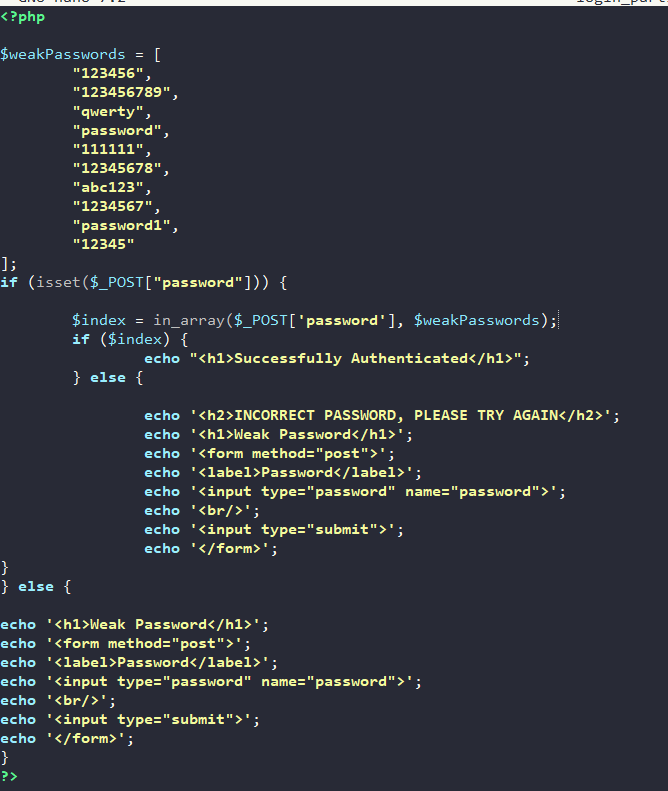 <?php
$weakPasswords = [
"123456",
"123456789",
"qwerty",
"password",
"111111",
"12345678",
"abc123",
"1234567",
"password1",
"12345"
];
if (isset($_POST["password"])) {
$index = in_array($_POST['password'], $weakPasswords);
if ($index) {
echo "<h1>Successfully Authenticated</h1>";
} else {
echo '<h2>INCORRECT PASSWORD, PLEASE TRY AGAIN</h2>';
echo '<h1>Weak Password</h1>';
echo '<form method="post">';
echo '<label>Password</label>';
echo '<input type="password" name="password">';
echo '<br/>';
echo '<input type="submit">';
echo '</form>';
}
} else {
echo '<h1>Weak Password</h1>';
echo '<form method="post">';
echo '<label>Password</label>';
echo '<input type="password" name="password">';
echo '<br/>';
echo '<input type="submit">';
echo '</form>';
}
?>